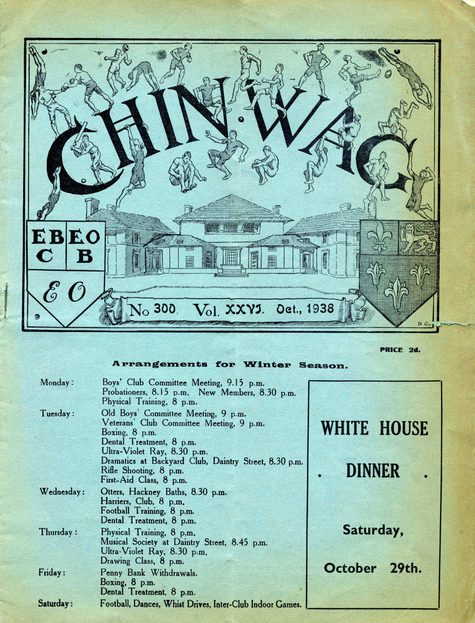 CHIN·WAG
EB EO
C B
EO
No 300. Vol. XXVI. Oct., 1938
PRICE 2d.
Arrangements for Winter Season.
Monday: Boys' Club Committee Meeting, 9.15 p.m.
Probationers, 8.15 p.m. New Members, 8.30 p.m.
Physical Training, 8 p.m.
Tuesday: Old Boys' Committee Meeting, 9 p.m.
Veterans' Club Committee Meeting, 9 p.m.
Boxing, 8 p.m.
Dental Treatment, 8 p.m.
Ultra-Violet Ray, 8.30 p.m.
Dramatics at Backyard Club, Daintry Street, 8.30 p.m.
Rifle Shooting, 8 p.m.
First-Aid Class, 8 p.m.
Wednesday: Otters, Hackney Baths, 8.30 p.m.
Harriers, Club, 8 p.m.
Football Training, 8 p.m.
Dental Treatment, 8 p.m.
Thursday: Physical Training, 8 p.m.
Musical Society at Daintry Street, 8.45 p.m.
Ultra-Violet Ray, 8.30 p.m.
Drawing Class, 8 p.m.
Friday: Penny Bank Withdrawals.
Boxing, 8 p.m.
Dental Treatment, 8 p.m.
Saturday: Football, Dances, Whist Drives, Inter-Club Indoor Games.
WHITE HOUSE
. DINNER .
Saturday,
October 29th.